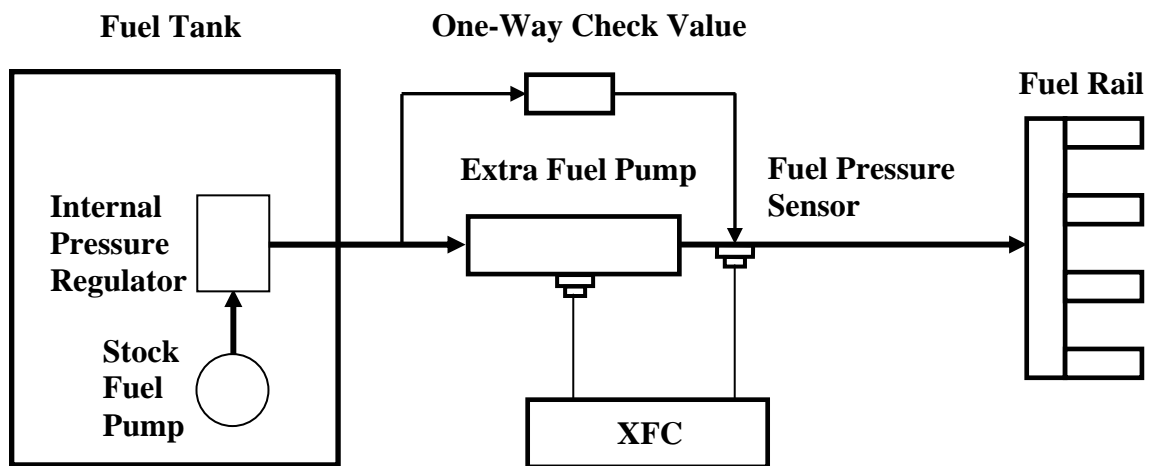 Fuel Tank
One-Way Check Value
Fuel Rail
Extra Fuel Pump
Fuel Pressure
Sensor
Internal
Pressure
Regulator
Stock
Fuel
Pump
XFC